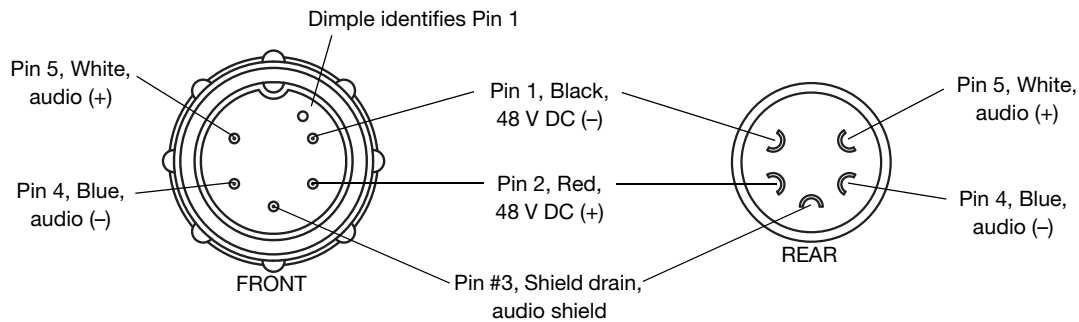 Dimple identifies Pin 1
Pin 5, White,
audio (+)
Pin 1, Black,
48 V DC (–)
Pin 5, White,
audio (+)
Pin 4, Blue,
audio (–)
Pin 2, Red,
48 V DC (+)
Pin 4, Blue,
audio (–)
FRONT
REAR
Pin #3, Shield drain,
audio shield